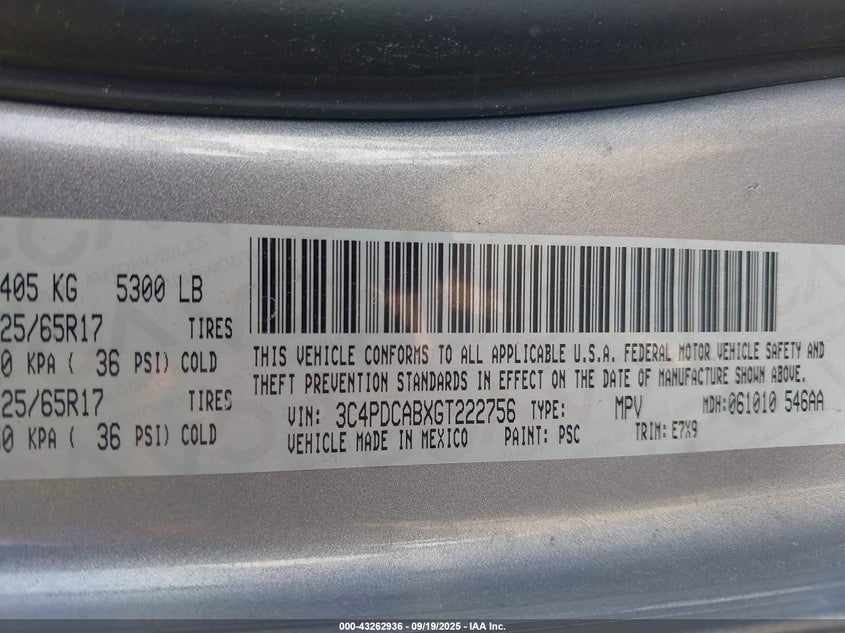 405 KG 5300 LB
25/65R17 TIRES
0 KPA ( 36 PSI) COLD
25/65R17 TIRES
0 KPA ( 36 PSI) COLD
THIS VEHICLE CONFORMS TO ALL APPLICABLE U.S.A. FEDERAL MOTOR VEHICLE SAFETY AND
THEFT PREVENTION STANDARDS IN EFFECT ON THE DATE OF MANUFACTURE SHOWN ABOVE.
VIN: 3C4PDCABXGT222756 TYPE: MPV MDH:061010 546AA
VEHICLE MADE IN MEXICO PAINT: PSC TRIM: E7X9
000-43262936 - 09/19/2025 - IAA Inc.